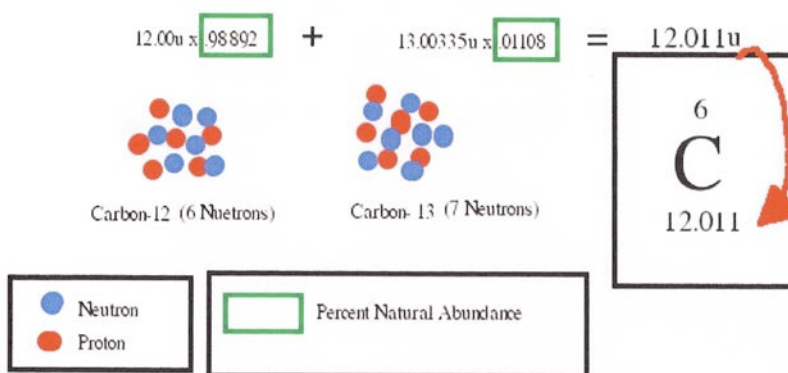 12.00u x .98892 + 13.00335u x .01108 = 12.011u
6
C
12.011
Carbon-12 (6 Nuetrons)
Carbon- 13 (7 Neutrons)
Neutron
Proton
Percent Natural Abundance